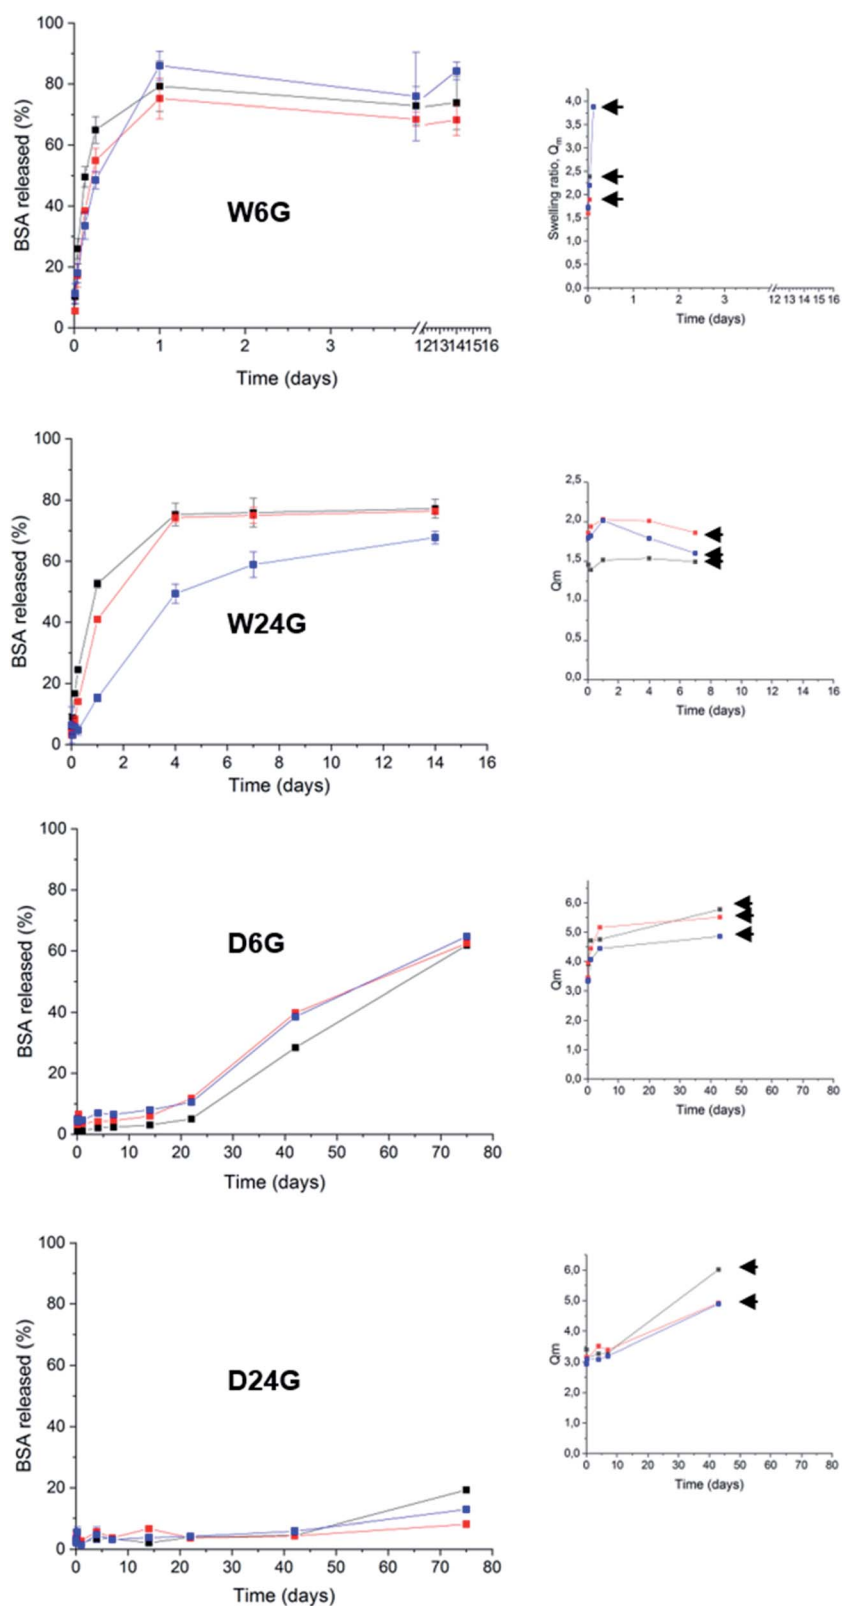 100
80
60
40
20
0
BSA released (%)
W6G
0 1 2 3 1213141516
Time (days)
4,0
3,5
3,0
2,5
2,0
1,5
1,0
0,5
0,0
Swelling ratio, Qm
0 1 2 3 12 13 14 15 16
Time (days)
100
80
60
40
20
0
BSA released (%)
W24G
0 2 4 6 8 10 12 14 16
Time (days)
2,5
2,0
1,5
1,0
0,5
0,0
Qm
0 2 4 6 8 10 12 14 16
Time (days)
100
80
60
40
20
0
BSA released (%)
D6G
0 10 20 30 40 50 60 70 80
Time (days)
6,0
5,0
4,0
3,0
2,0
1,0
0,0
Qm
0 10 20 30 40 50 60 70 80
Time (days)
100
80
60
40
20
0
BSA released (%)
D24G
0 10 20 30 40 50 60 70 80
Time (days)
6,0
5,0
4,0
3,0
2,0
1,0
0,0
Qm
0 10 20 30 40 50 60 70 80
Time (days)